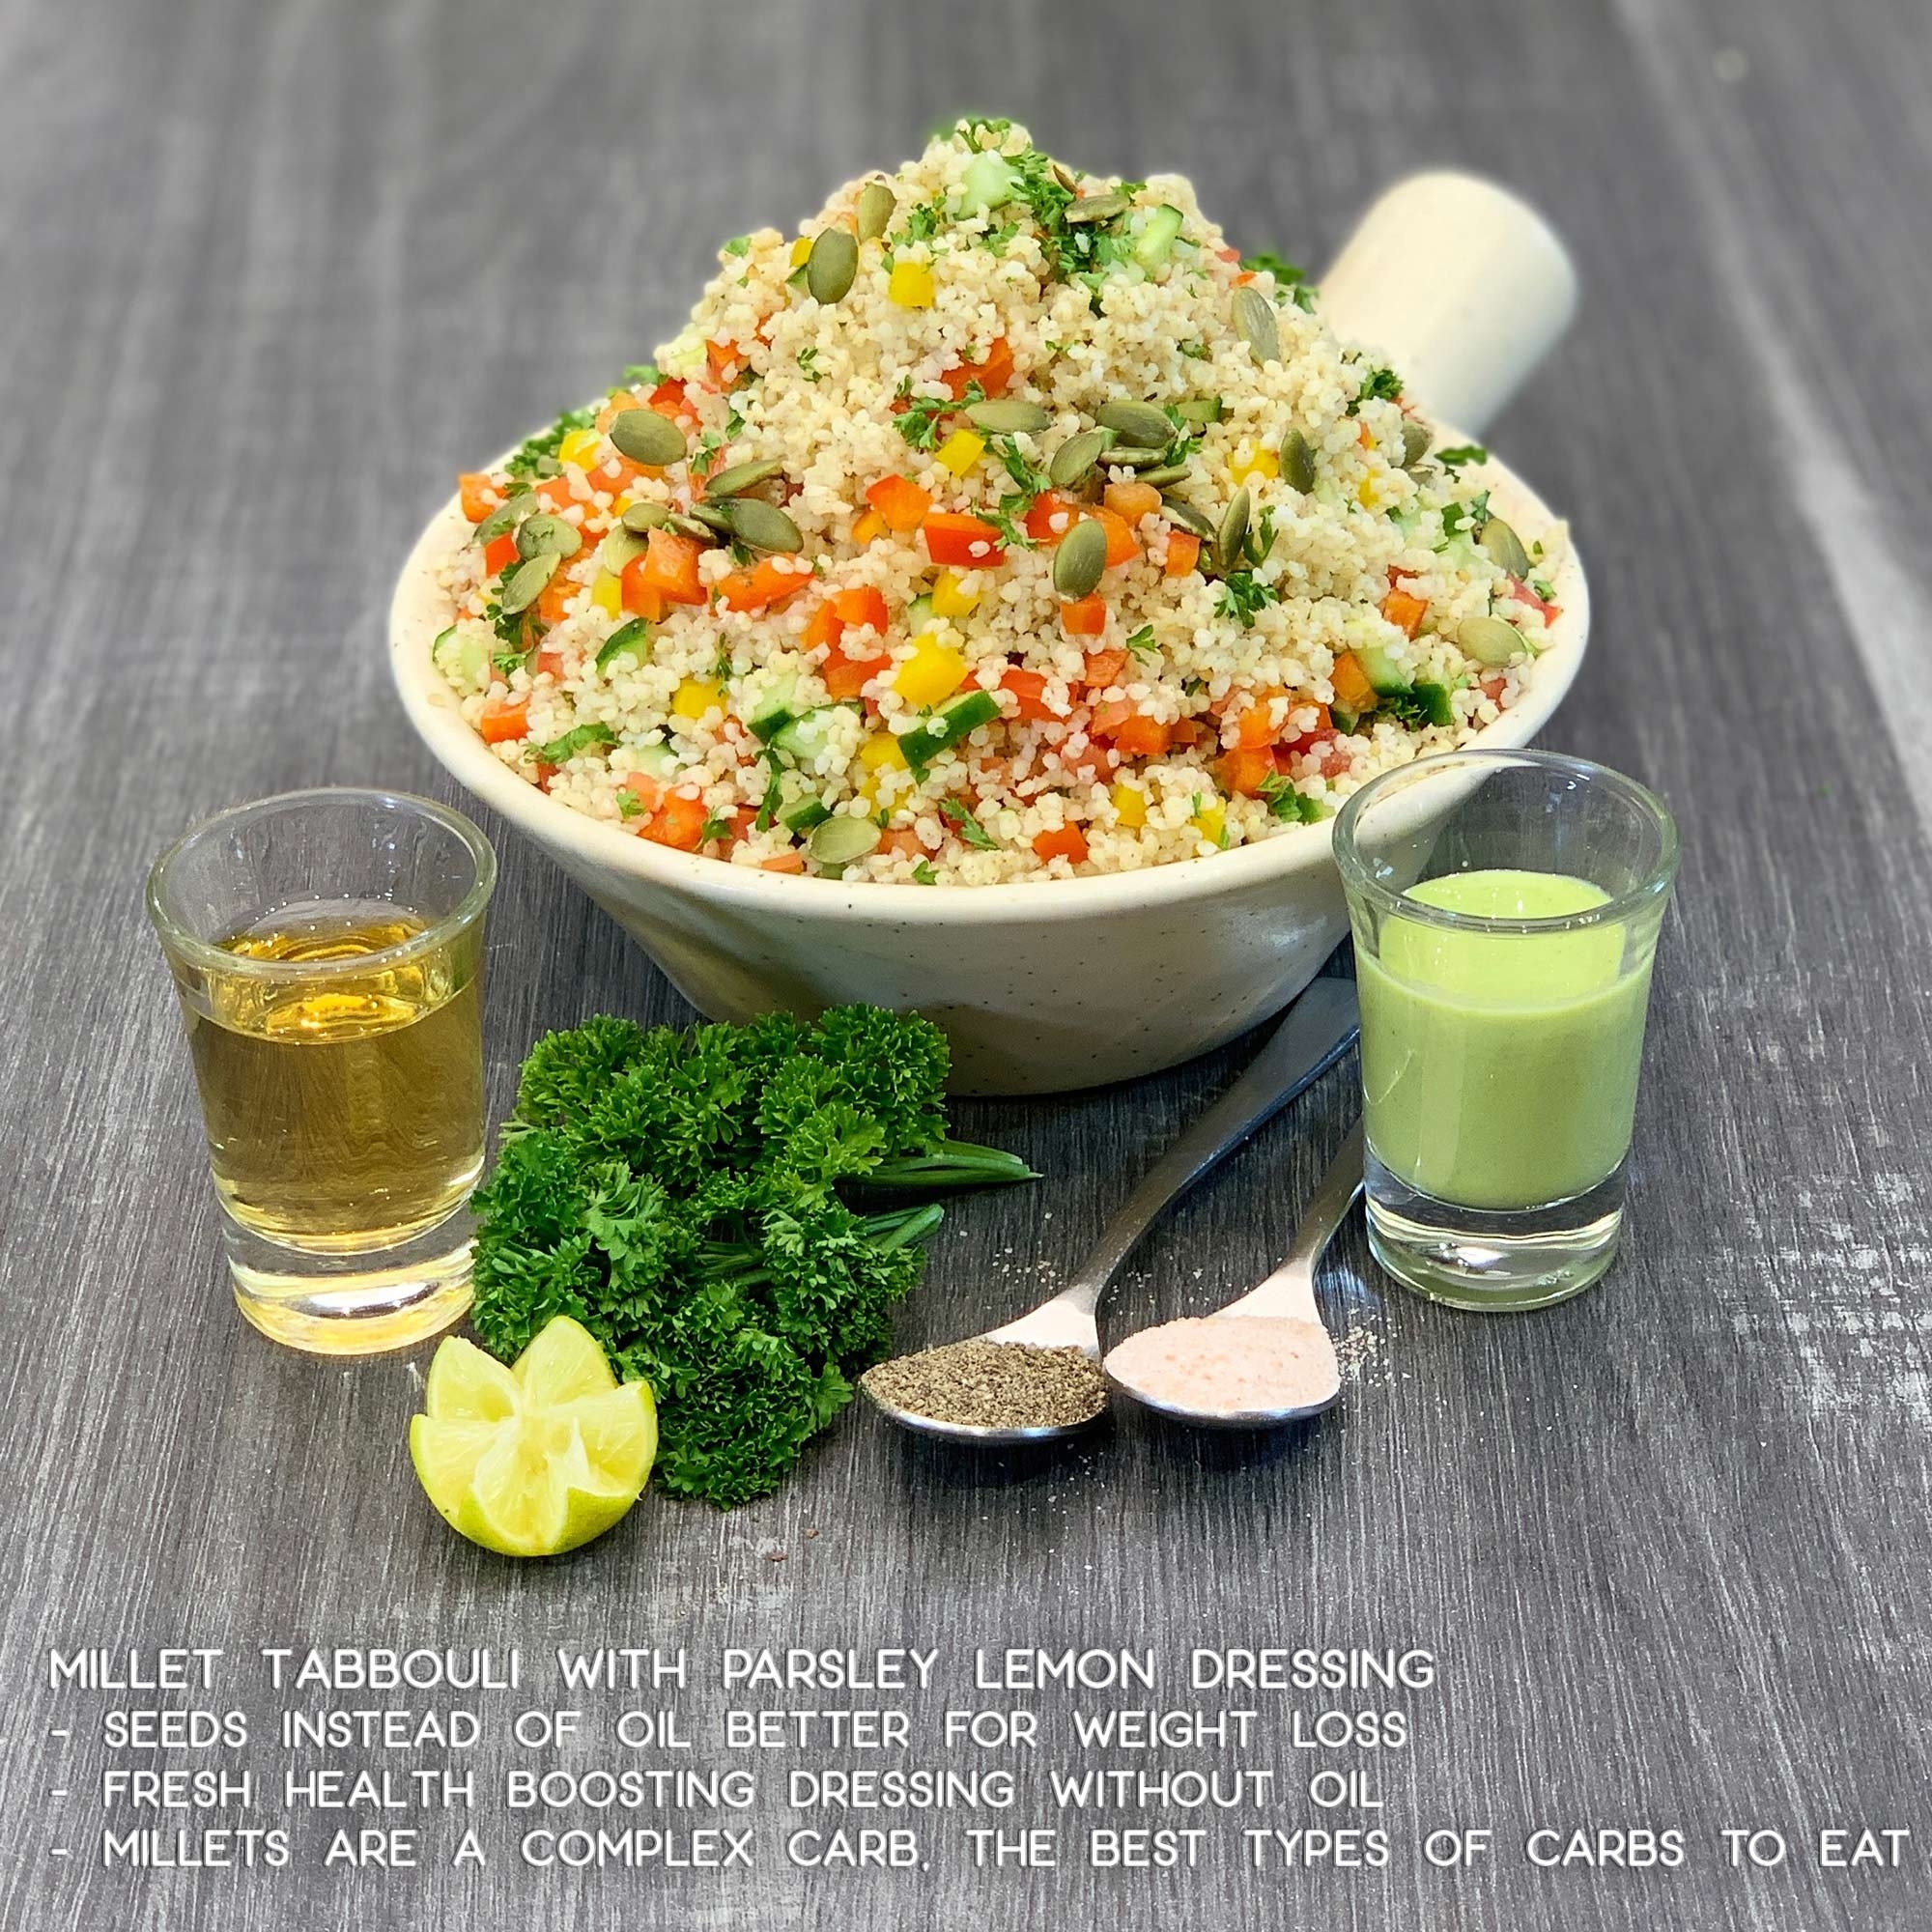 MILLET TABBOULI WITH PARSLEY LEMON DRESSING
- SEEDS INSTEAD OF OIL BETTER FOR WEIGHT LOSS
- FRESH HEALTH BOOSTING DRESSING WITHOUT OIL
- MILLETS ARE A COMPLEX CARB, THE BEST TYPES OF CARBS TO EAT